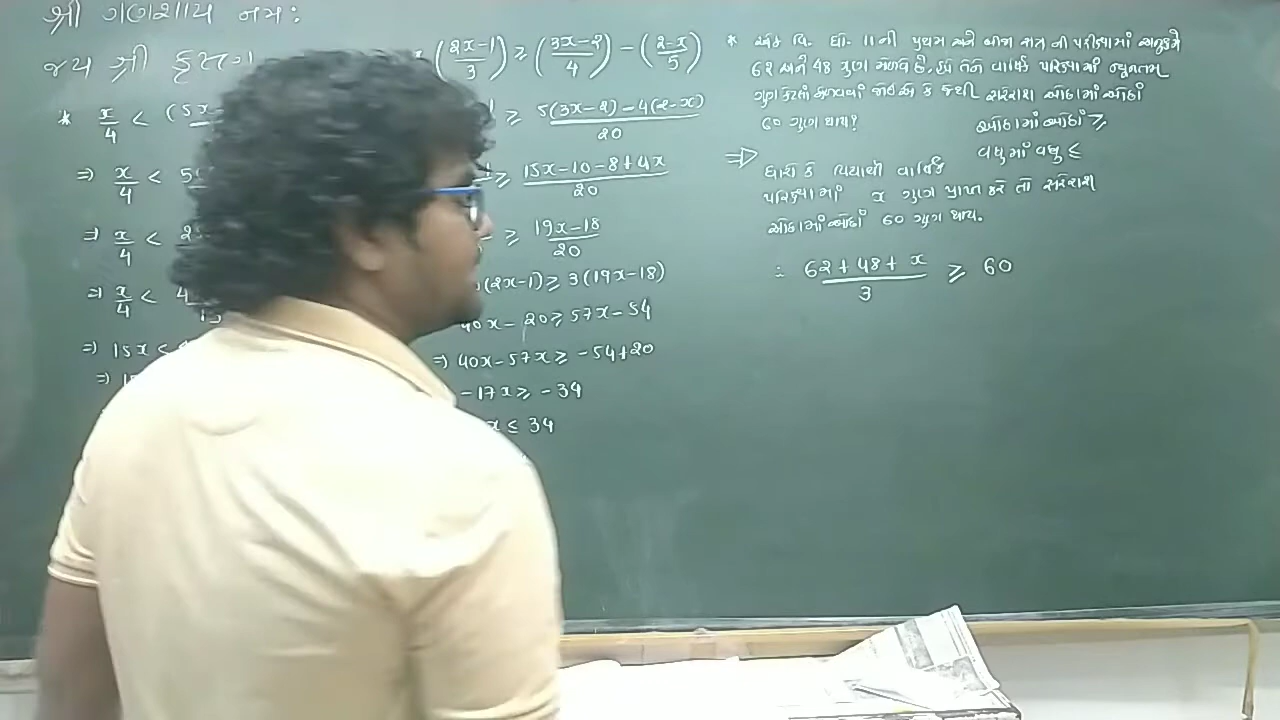 શ્રી ગણેશાય નમ:
જય શ્રી કૃષ્ણ
* x/4 < (5x-
⇒ x/4 < 5
⇒ x/4 < 2
⇒ x/4 < 4
⇒ 15x <
⇒ 1
(2x-1/3) ≥ (3x-2/4) - (2-x/5)
≥ 5(3x-2)-4(2-x)/20
≥ 15x-10-8+4x/20
≥ 19x-18/20
(2x-1) ≥ 3(19x-18)
40x-20 ≥ 57x-54
⇒ 40x-57x ≥ -54+20
-17x ≥ -34
x ≤ 34
* એક વિ. ધો- 11 ની પ્રથમ અને બીજા સત્ર ની પરીક્ષામાં અનુક્રમે
62 અને 48 ગુણ મેળવે છે, તેને વાર્ષિક પરિક્ષામાં ન્યૂનતમ
ગુણ કેટલા મેળવવા જોઈએ કે જેથી સરેરાશ ઓછામાં ઓછા
60 ગુણ થાય?
ઓછામાં ઓછા ≥
વધુમાં વધુ ≤
⇒ ધારો કે વિદ્યાર્થી વાર્ષિક
પરિક્ષામાં x ગુણ પ્રાપ્ત કરે તો સરેરાશ
ઓછામાં ઓછા 60 ગુણ થાય.
∴ 62+48+x/3 ≥ 60